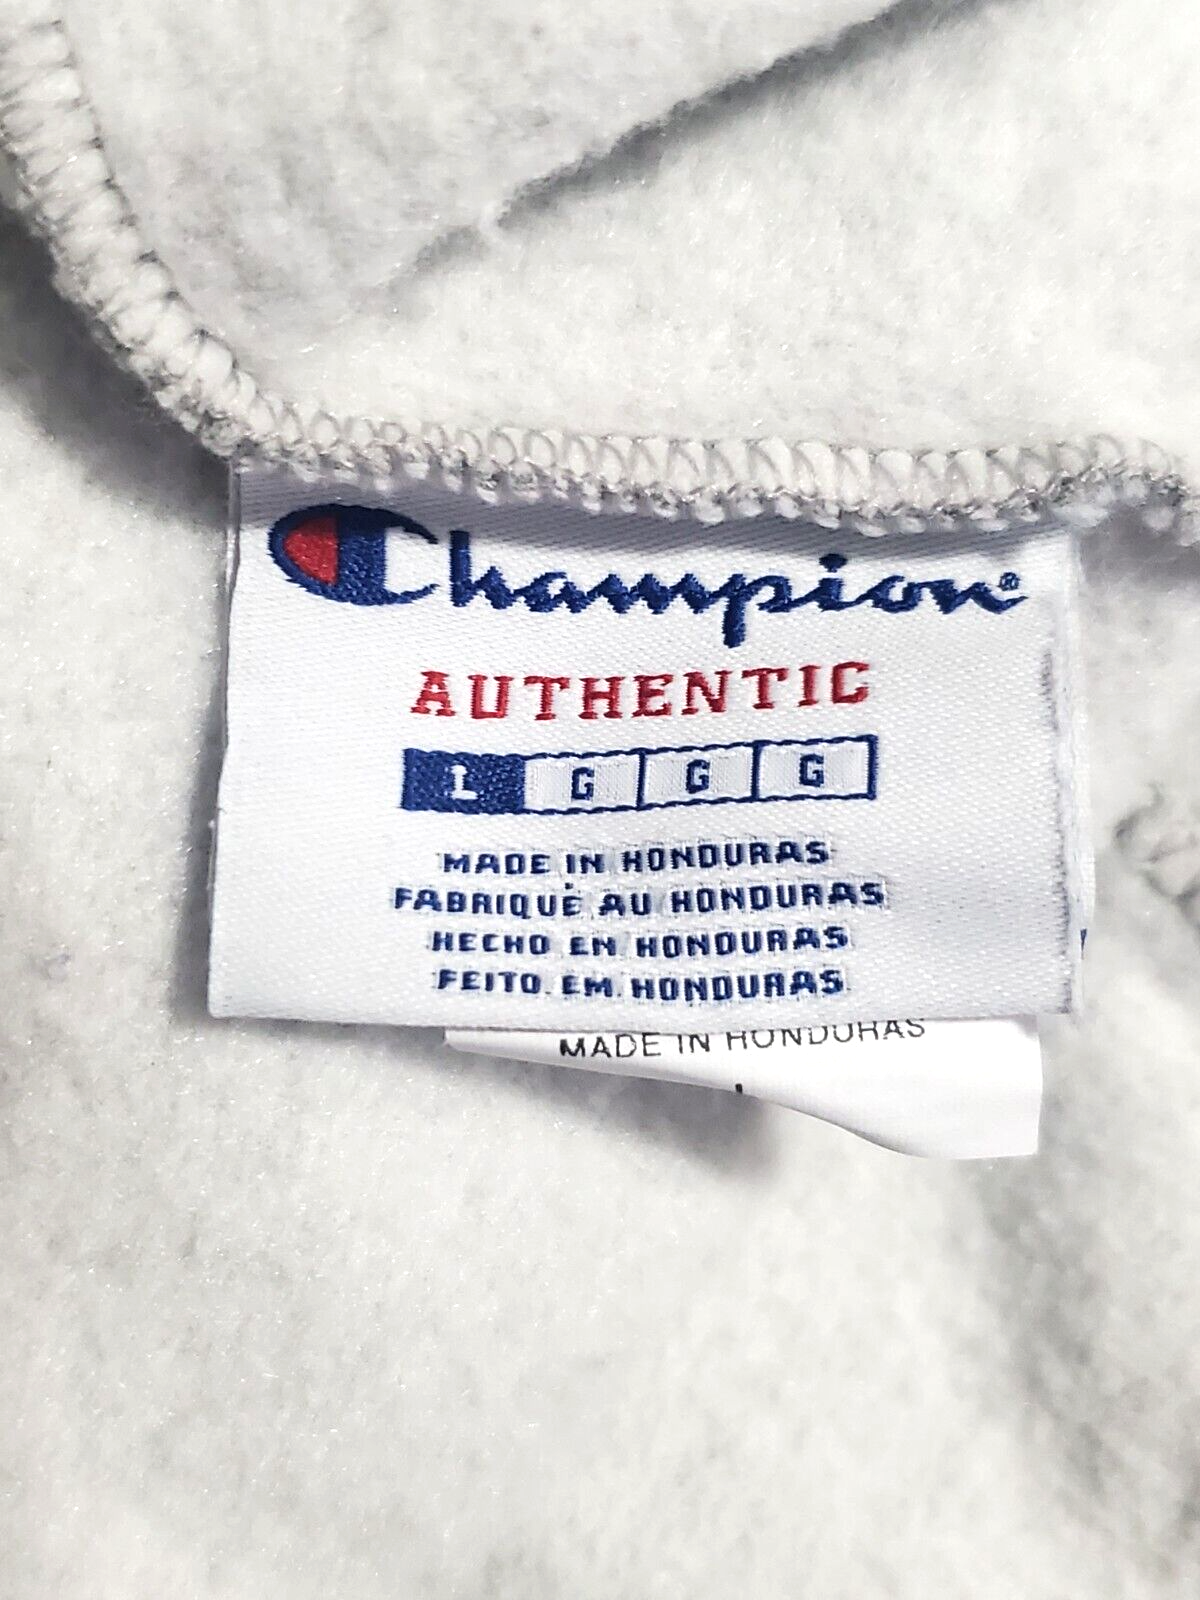 Champion®
AUTHENTIC
L G G G
MADE IN HONDURAS
FABRIQUÉ AU HONDURAS
HECHO EN HONDURAS
FEITO EM HONDURAS
MADE IN HONDURAS